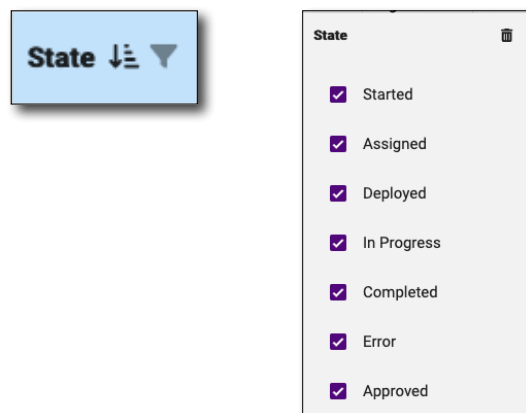 State
State
Started
Assigned
Deployed
In Progress
Completed
Error
Approved